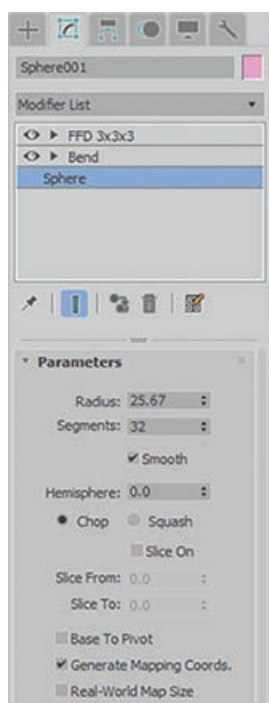 Sphere001
Modifier List
FFD 3x3x3
Bend
Sphere
Parameters
Radius: 25.67
Segments: 32
Smooth
Hemisphere: 0.0
Chop Squash
Slice On
Slice From: 0.0
Slice To: 0.0
Base To Pivot
Generate Mapping Coords.
Real-World Map Size